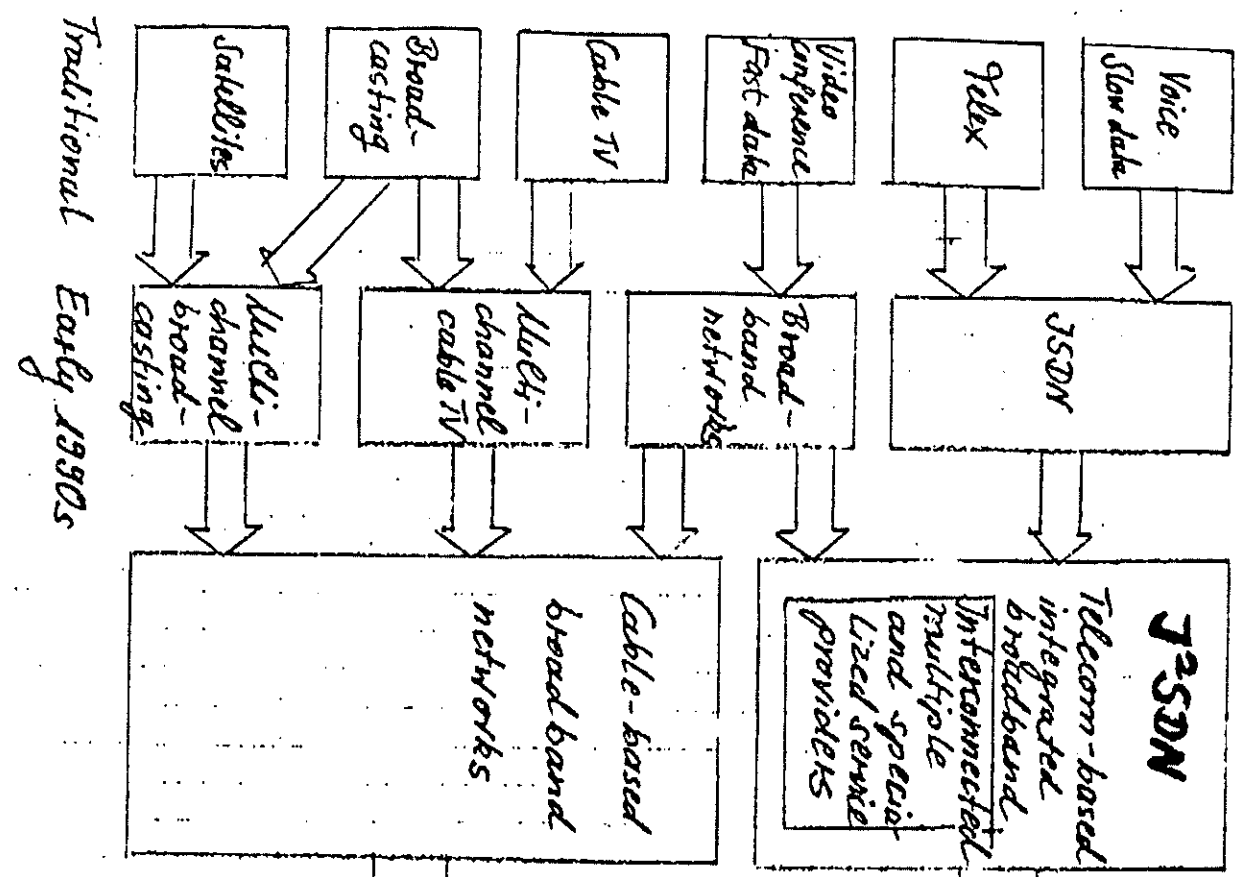 Voice
Slow data
Telex
Video
conference
Fast data
Cable TV
Broad-
casting
Satellites
ISDN
Broad-
band
networks
Multi-
channel
cable TV
Multi-
channel
broad-
casting
I²SDN
Telecom-based
integrated
broadband
Interconnected
multiple
and specia-
lized service
providers
Cable-based
broadband
networks
Traditional Early 1990s